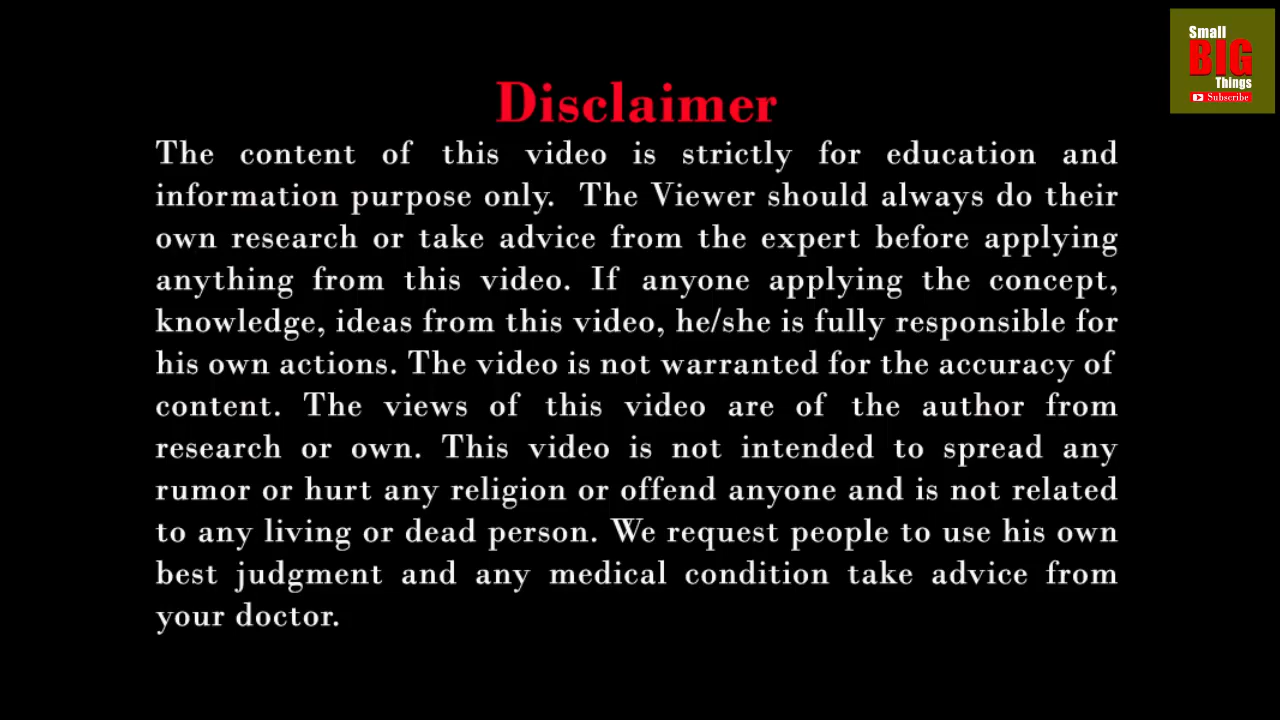 Small
BIG
Things
Subscribe
Disclaimer
The content of this video is strictly for education and
information purpose only. The Viewer should always do their
own research or take advice from the expert before applying
anything from this video. If anyone applying the concept,
knowledge, ideas from this video, he/she is fully responsible for
his own actions. The video is not warranted for the accuracy of
content. The views of this video are of the author from
research or own. This video is not intended to spread any
rumor or hurt any religion or offend anyone and is not related
to any living or dead person. We request people to use his own
best judgment and any medical condition take advice from
your doctor.